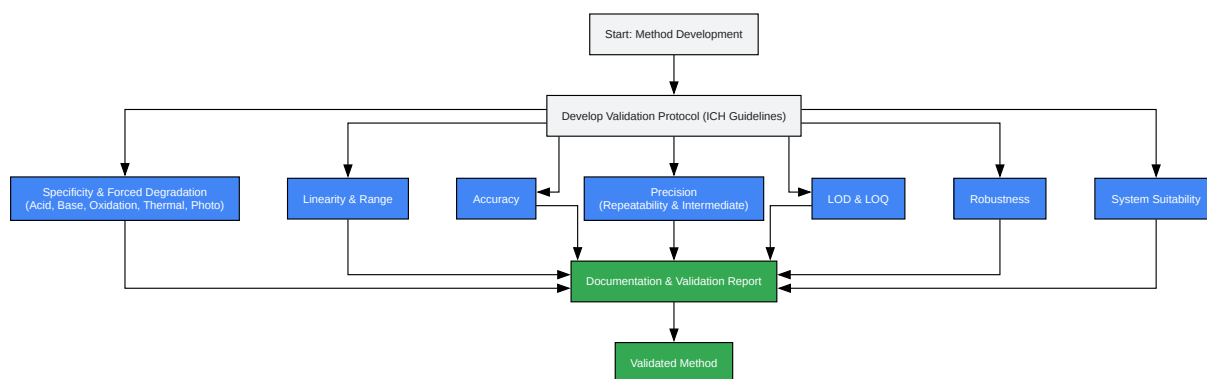 Start: Method Development
Develop Validation Protocol (ICH Guidelines)
Specificity & Forced Degradation
(Acid, Base, Oxidation, Thermal, Photo)
Linearity & Range
Accuracy
Precision
(Repeatability & Intermediate)
LOD & LOQ
Robustness
System Suitability
Documentation & Validation Report
Validated Method